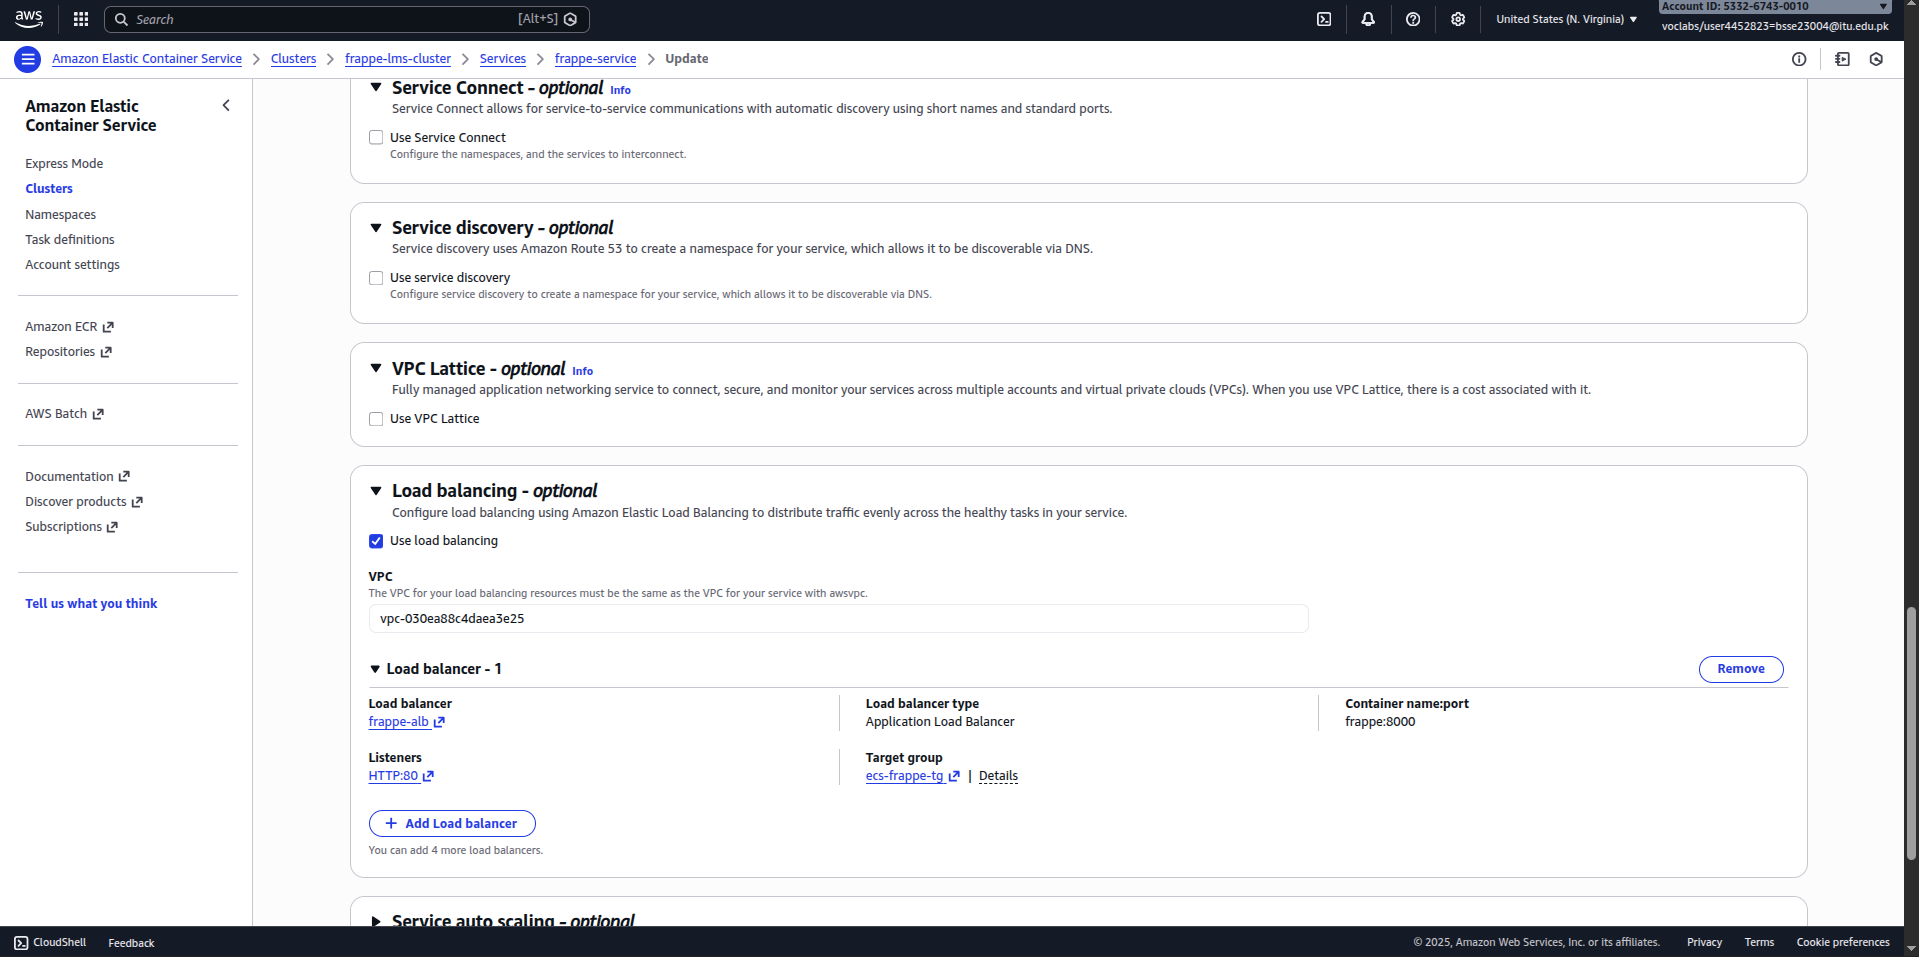 aws
Search
[Alt+S]
United States (N. Virginia)
Account ID: 5332-6743-0010
voclabs/user4452823=bsse23004@itu.edu.pk
Amazon Elastic Container Service > Clusters > frappe-lms-cluster > Services > frappe-service > Update
Amazon Elastic
Container Service
Express Mode
Clusters
Namespaces
Task definitions
Account settings
Amazon ECR
Repositories
AWS Batch
Documentation
Discover products
Subscriptions
Tell us what you think
Service Connect - optional Info
Service Connect allows for service-to-service communications with automatic discovery using short names and standard ports.
Use Service Connect
Configure the namespaces, and the services to interconnect.
Service discovery - optional
Service discovery uses Amazon Route 53 to create a namespace for your service, which allows it to be discoverable via DNS.
Use service discovery
Configure service discovery to create a namespace for your service, which allows it to be discoverable via DNS.
VPC Lattice - optional Info
Fully managed application networking service to connect, secure, and monitor your services across multiple accounts and virtual private clouds (VPCs). When you use VPC Lattice, there is a cost associated with it.
Use VPC Lattice
Load balancing - optional
Configure load balancing using Amazon Elastic Load Balancing to distribute traffic evenly across the healthy tasks in your service.
Use load balancing
VPC
The VPC for your load balancing resources must be the same as the VPC for your service with awsvpc.
vpc-030ea88c4daea3e25
Load balancer - 1
Remove
Load balancer
frappe-alb
Load balancer type
Application Load Balancer
Container name:port
frappe:8000
Listeners
HTTP:80
Target group
ecs-frappe-tg | Details
+ Add Load balancer
You can add 4 more load balancers.
Service auto scaling - optional
CloudShell
Feedback
© 2025, Amazon Web Services, Inc. or its affiliates.
Privacy
Terms
Cookie preferences